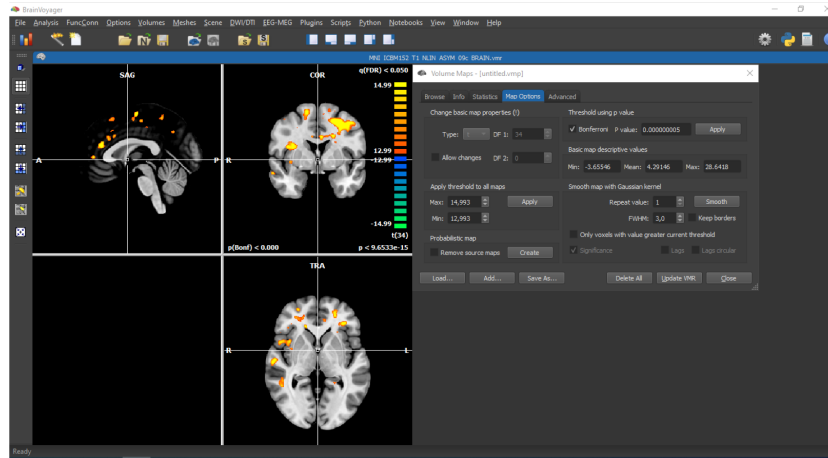 BrainVoyager
File Analysis FuncConn Options Volumes Meshes Scene DWI/DTI EEG-MEG Plugins Scripts Python Notebooks View Window Help
MNI ICBM152 T1 NLIN ASYM 09c BRAIN.vmr
SAG
A
P
COR
q(FDR) < 0.050
14.99
12.99
-12.99
-14.99
t(34)
R
p(Bonf) < 0.000
p < 9.6533e-15
TRA
R
L
Volume Maps - [untitled.vmp]
Browse Info Statistics Map Options Advanced
Change basic map properties (!)
Type: DF 1: 34
Allow changes DF 2: 0
Threshold using p value
Bonferroni P value: 0.000000005 Apply
Basic map descriptive values
Min: -3.65546 Mean: 4.29146 Max: 28.6418
Apply threshold to all maps
Max: 14,993 Apply
Min: 12,993
Smooth map with Gaussian kernel
Repeat value: 1 Smooth
FWHM: 3,0 Keep borders
Only voxels with value greater current threshold
Significance Lags Lags circular
Probabilistic map
Remove source maps Create
Load... Add... Save As... Delete All Update VMR Close
Ready